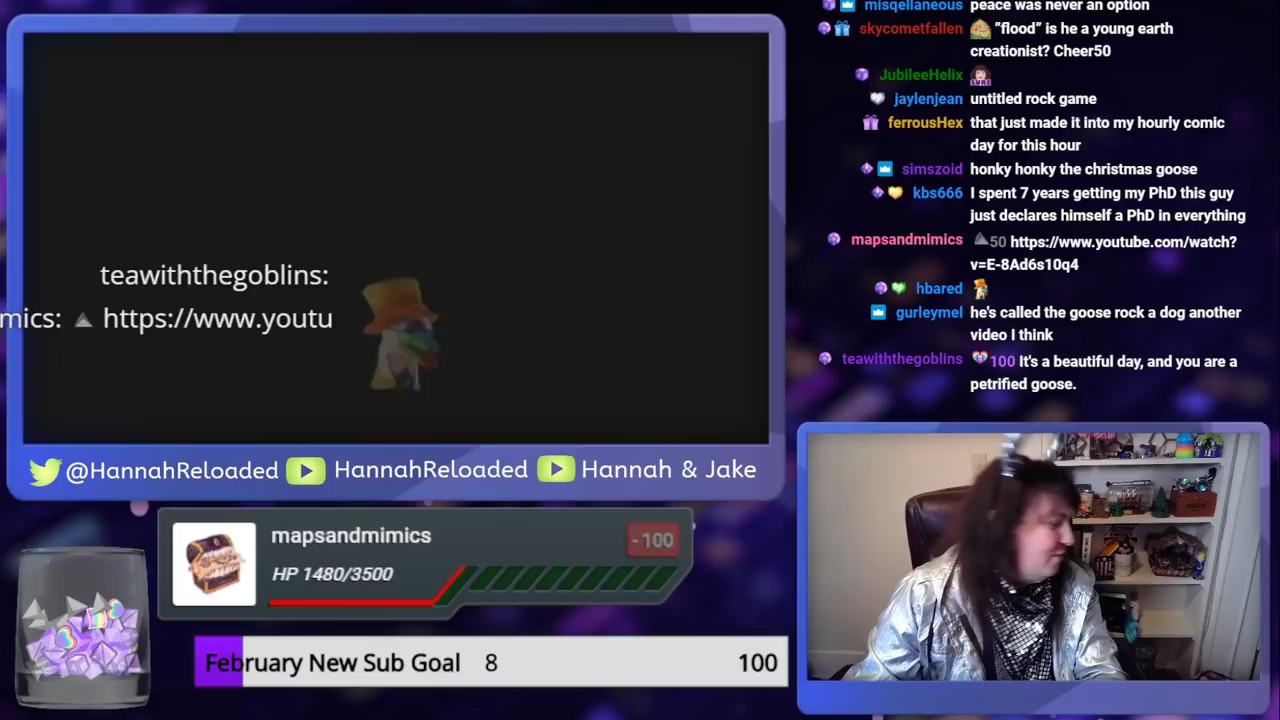 teawiththegoblins:
mics: https://www.youtu
@HannahReloaded HannahReloaded Hannah & Jake
mapsandmimics
-100
HP 1480/3500
February New Sub Goal 8 100
misqellaneous peace was never an option
skycometfallen "flood" is he a young earth
creationist? Cheer50
JubileeHelix
jaylenjean untitled rock game
ferrousHex that just made it into my hourly comic
day for this hour
simszoid honky honky the christmas goose
kbs666 I spent 7 years getting my PhD this guy
just declares himself a PhD in everything
mapsandmimics 50 https://www.youtube.com/watch?
v=E-8Ad6s10q4
hbared
gurleymel he's called the goose rock a dog another
video I think
teawiththegoblins 100 It's a beautiful day, and you are a
petrified goose.